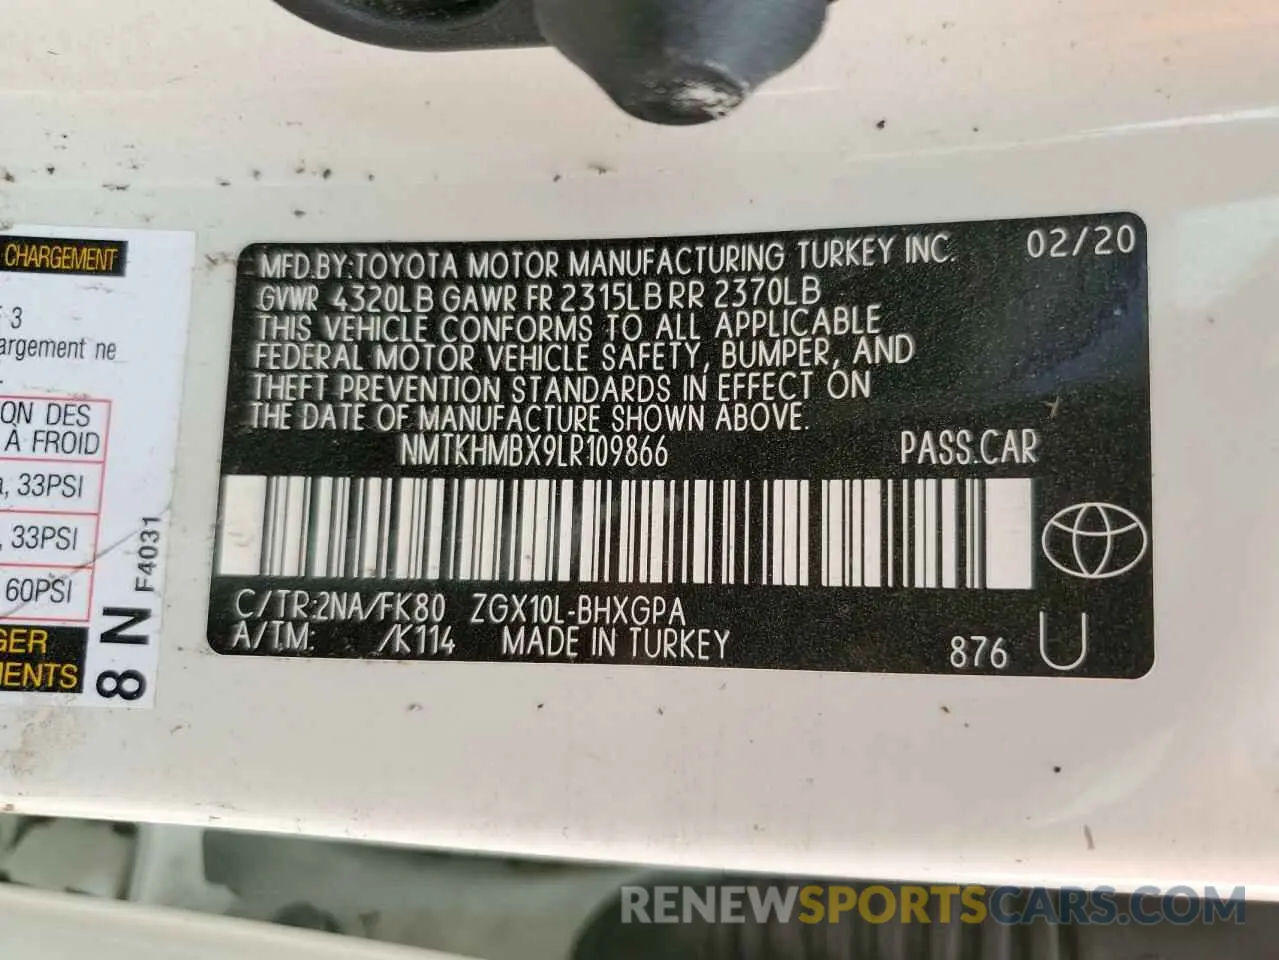 MFD.BY:TOYOTA MOTOR MANUFACTURING TURKEY INC. 02/20
GVWR 4320LB GAWR FR 2315LB RR 2370LB
THIS VEHICLE CONFORMS TO ALL APPLICABLE
FEDERAL MOTOR VEHICLE SAFETY, BUMPER, AND
THEFT PREVENTION STANDARDS IN EFFECT ON
THE DATE OF MANUFACTURE SHOWN ABOVE.
NMTKHMBX9LR109866 PASS.CAR
C/TR:2NA/FK80 ZGX10L-BHXGPA
A/TM: /K114 MADE IN TURKEY 876 U
CHARGEMENT
3
argement ne
ON DES
À FROID
, 33PSI
, 33PSI
60PSI
GER
MENTS
8 N F4031
RENEWSPORTSCARS.COM